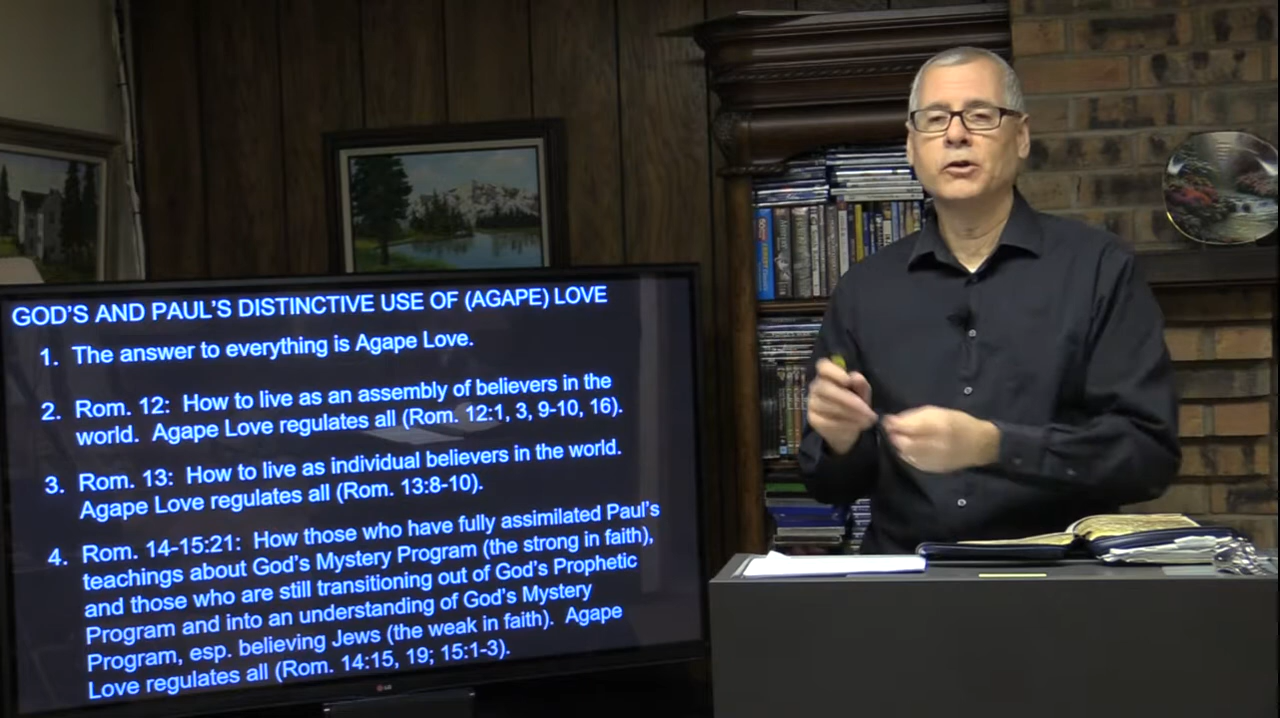 GOD'S AND PAUL'S DISTINCTIVE USE OF (AGAPE) LOVE
1. The answer to everything is Agape Love.
2. Rom. 12: How to live as an assembly of believers in the
world. Agape Love regulates all (Rom. 12:1, 3, 9-10, 16).
3. Rom. 13: How to live as individual believers in the world.
Agape Love regulates all (Rom. 13:8-10).
4. Rom. 14-15:21: How those who have fully assimilated Paul's
teachings about God's Mystery Program (the strong in faith),
and those who are still transitioning out of God's Prophetic
Program and into an understanding of God's Mystery
Program, esp. believing Jews (the weak in faith). Agape
Love regulates all (Rom. 14:15, 19; 15:1-3).
LG